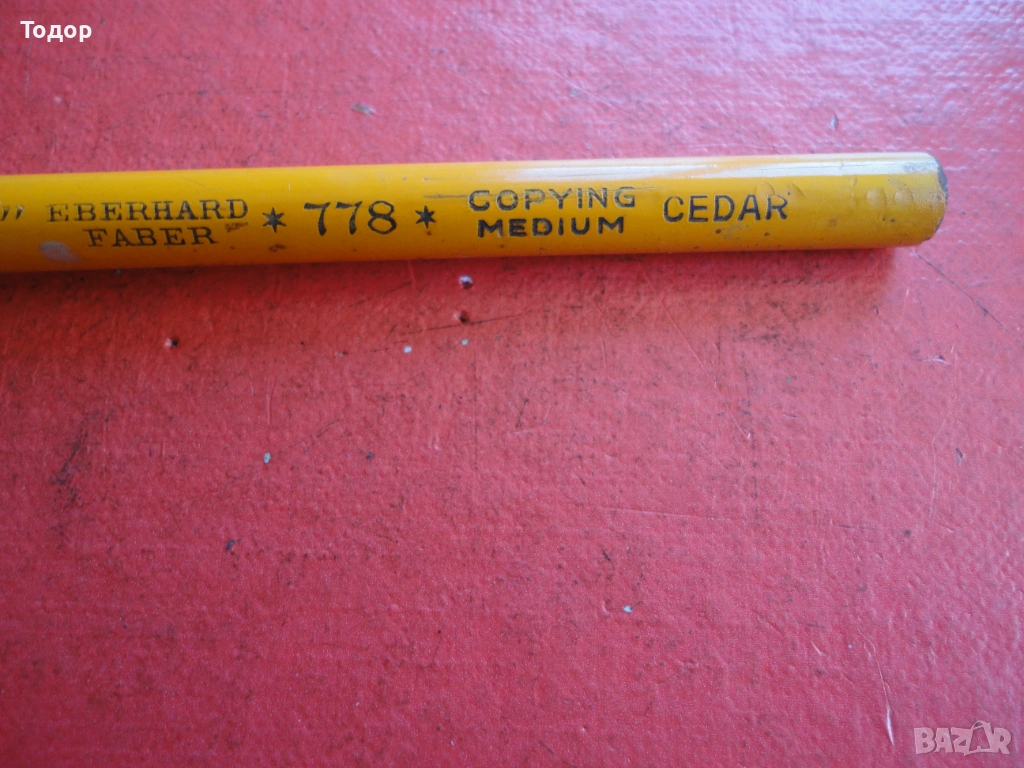 Тодор
" EBERHARD FABER * 778 * COPYING MEDIUM CEDAR
BAZAR